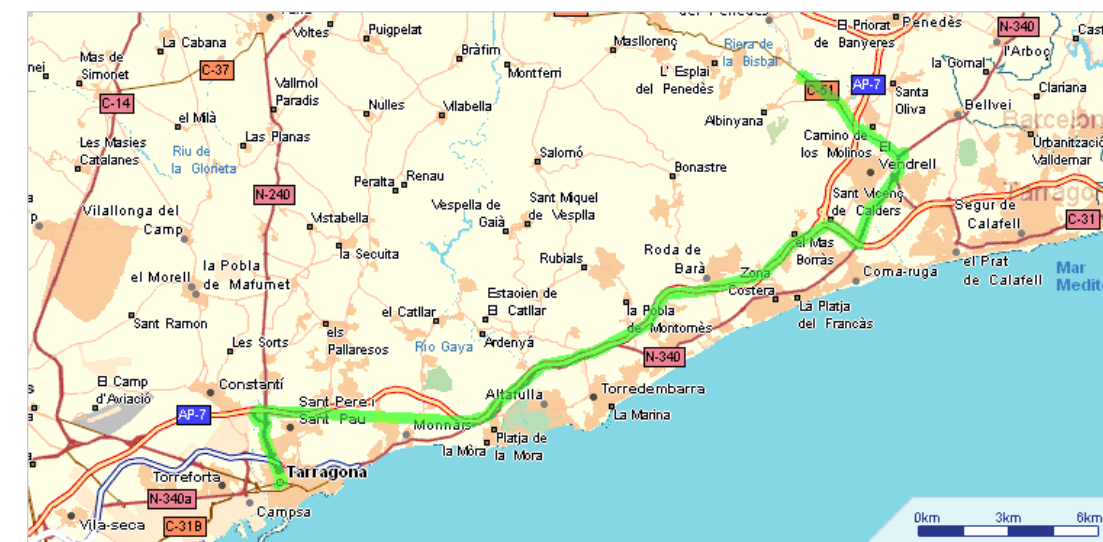 del Penedès
Valls
Voltes
Puigpelat
Penedès
El Priorat
de Banyeres
N-340
Cast
La Cabana
Bràfim
Masllorenç
Riera de
la Bisbal
l'Arboç
Mas de
Simonet
nei
C-37
Montferri
L' Esplai
del Penedès
AP-7
la Gornal
C-14
Vallmol
Paradis
Nulles
Vilabella
C-51
Santa
Oliva
Clariana
Bellvei
el Milà
Albinyana
Barcelon
Las Planas
Camino de
los Molinos
Les Masies
Catalanes
Riu de
la Gloneta
Salomó
El
Vendrell
Urbanització
Valldemar
Bonastre
Renau
Peralta
N-240
Sant Miquel
de Vesplla
Sant Vicenç
de Calders
Tarragon
Vilallonga del
Camp
Vistabella
Vespella de
Gaià
Segur de
Calafell
C-31
la Secuita
Roda de
Barà
el Mas
Borràs
la Pobla
de Mafumet
Rubials
Zona
Costera
Coma-ruga
el Prat
de Calafell
Mar
Medite
el Morell
Estaoien de
El Catllar
la Pobla
de Montornès
La Platja
del Francàs
Sant Ramon
el Catllar
els
Pallaresos
Ardenyá
Río Gaya
Les Sorts
N-340
El Camp
d'Aviació
Constantí
Altafulla
Torredembarra
AP-7
Sant Pere i
Sant Pau
La Marina
Monnars
Platja de
la Mora
la Mòra
Tarragona
Torreforta
N-340a
Campsa
Vila-seca
C-31B
0km
3km
6km